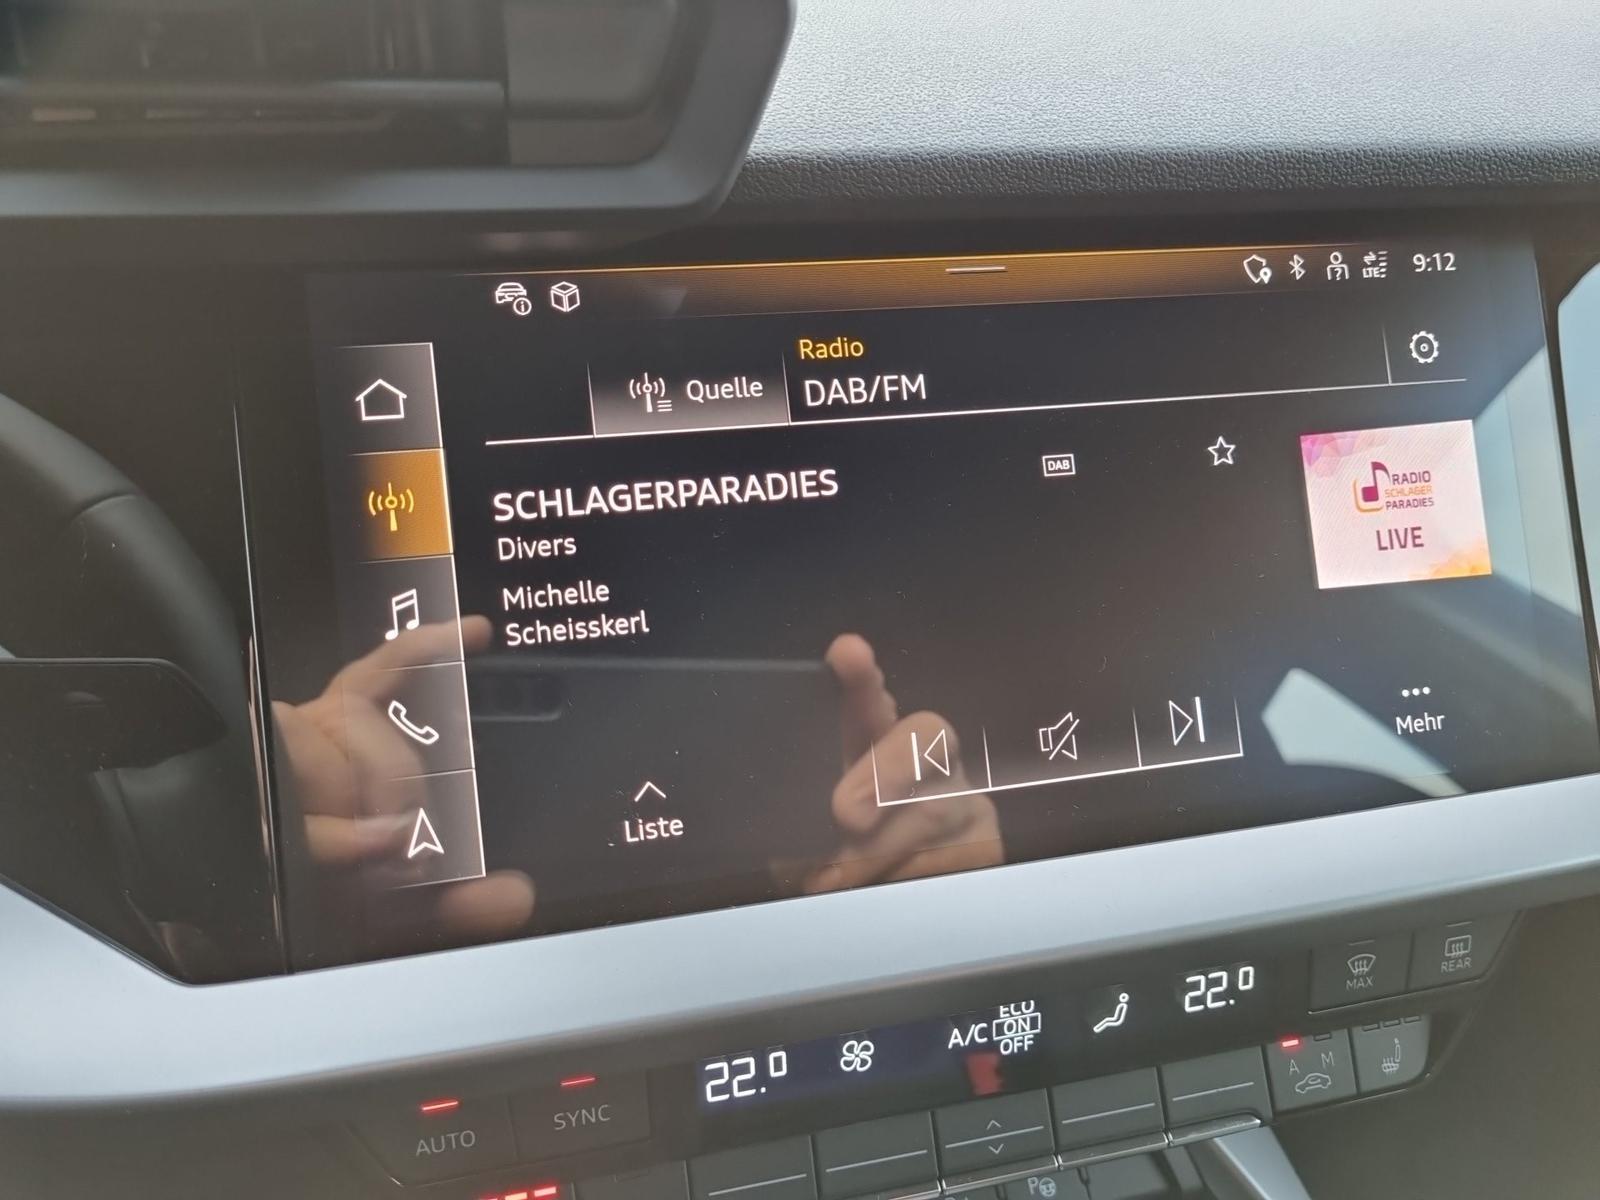 LTE
9:12
Radio
Quelle
DAB/FM
SCHLAGERPARADIES
DAB
Divers
Michelle
Scheisskerl
RADIO
SCHLAGER
PARADIES
LIVE
Mehr
Liste
MAX
REAR
22.0
A/C
ECO
ON
OFF
22.0
AUTO
SYNC
A M
P